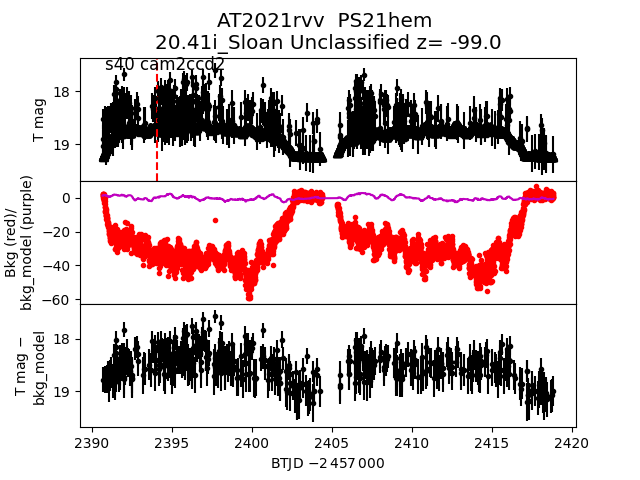 AT2021rvv  PS21hem
20.41i_Sloan Unclassified z= -99.0
s40 cam2ccd2
18
19
T mag
0
−20
−40
−60
Bkg (red)/
bkg_model (purple)
18
19
T mag −
bkg_model
2390 2395 2400 2405 2410 2415 2420
BTJD −2 457 000